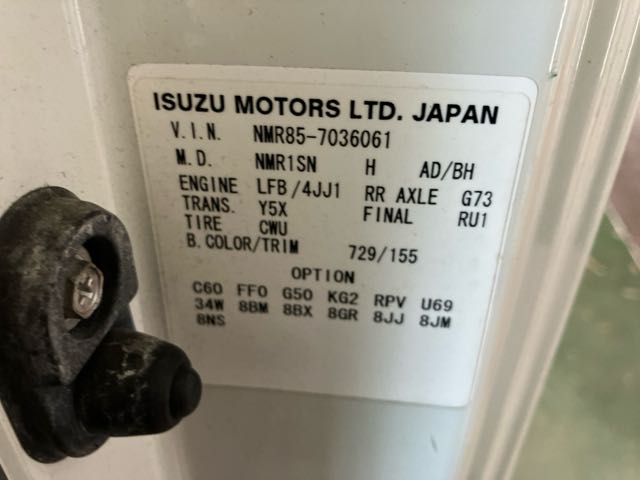 ISUZU MOTORS LTD. JAPAN
V.I.N. NMR85-7036061
M.D. NMR1SN H AD/BH
ENGINE LFB/4JJ1 RR AXLE G73
TRANS. Y5X FINAL RU1
TIRE CWU
B.COLOR/TRIM 729/155
OPTION
C60 FF0 G50 KG2 RPV U69
34W 8BM 8BX 8GR 8JJ 8JM
8NS